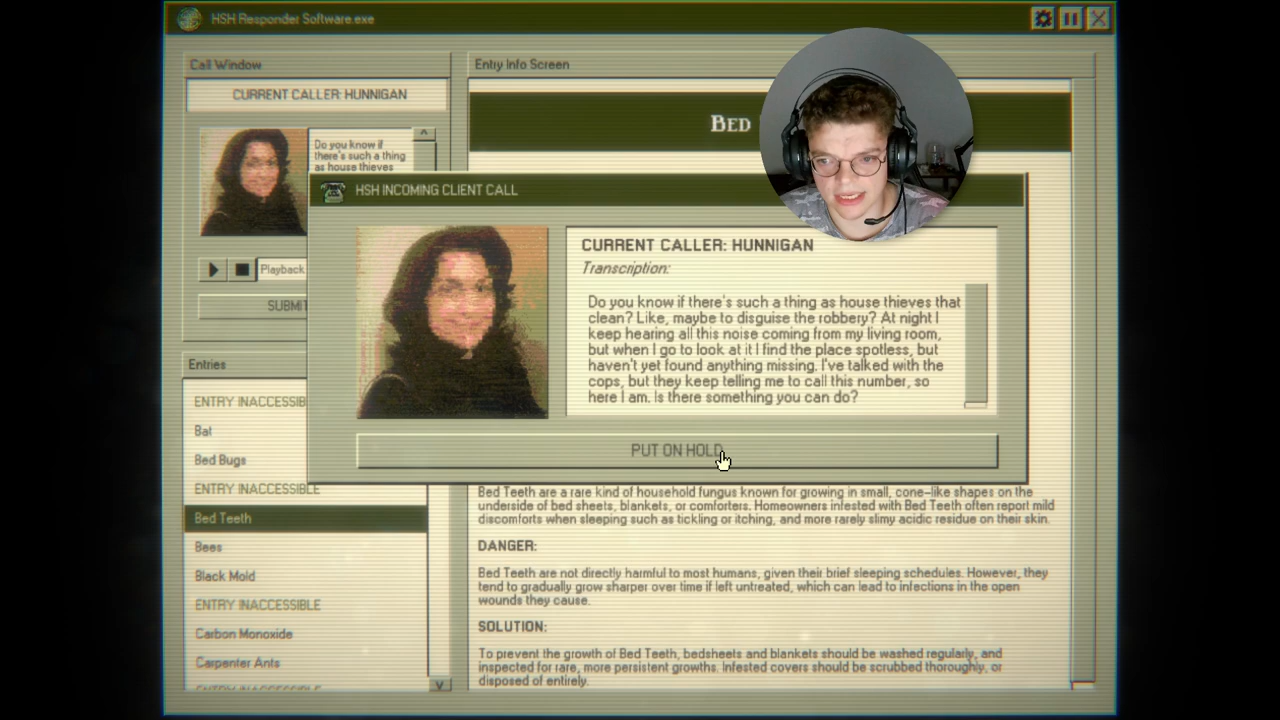 HSH Responder Software.exe
Call Window
Entry Info Screen
CURRENT CALLER: HUNNIGAN
BED
Do you know if
there's such a thing
as house thieves
HSH INCOMING CLIENT CALL
CURRENT CALLER: HUNNIGAN
Transcription:
Do you know if there's such a thing as house thieves that
clean? Like, maybe to disguise the robbery? At night I
keep hearing all this noise coming from my living room,
but when I go to look at it I find the place spotless, but
haven't yet found anything missing. I've talked with the
cops, but they keep telling me to call this number, so
here I am. Is there something you can do?
PUT ON HOLD
Playback
SUBMIT
Entries
ENTRY INACCESSIB
Bat
Bed Bugs
ENTRY INACCESSIBLE
Bed Teeth
Bees
Black Mold
ENTRY INACCESSIBLE
Carbon Monoxide
Carpenter Ants
ENTRY INACCESSIBLE
Bed Teeth are a rare kind of household fungus known for growing in small, cone-like shapes on the
underside of bed sheets, blankets, or comforters. Homeowners infested with Bed Teeth often report mild
discomforts when sleeping such as tickling or itching, and more rarely slimy acidic residue on their skin.
DANGER:
Bed Teeth are not directly harmful to most humans, given their brief sleeping schedules. However, they
tend to gradually grow sharper over time if left untreated, which can lead to infections in the open
wounds they cause.
SOLUTION:
To prevent the growth of Bed Teeth, bedsheets and blankets should be washed regularly, and
inspected for rare, more persistent growths. Infested covers should be scrubbed thoroughly, or
disposed of entirely.